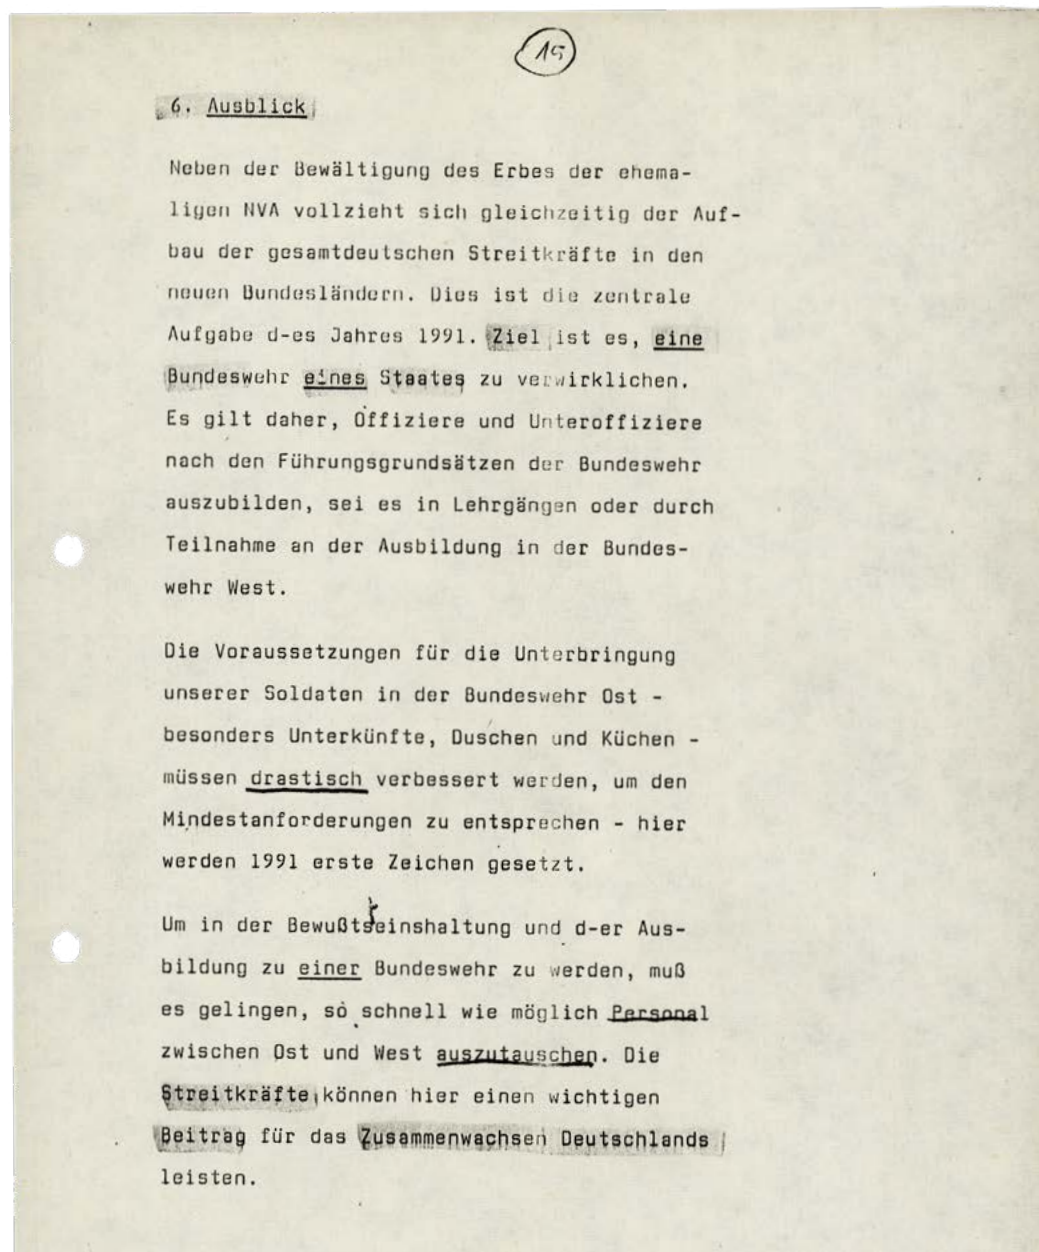 15
6. Ausblick
Neben der Bewältigung des Erbes der ehema-
ligen NVA vollzieht sich gleichzeitig der Auf-
bau der gesamtdeutschen Streitkräfte in den
neuen Bundesländern. Dies ist die zentrale
Aufgabe d-es Jahres 1991. Ziel ist es, eine
Bundeswehr eines Staates zu verwirklichen.
Es gilt daher, Offiziere und Unteroffiziere
nach den Führungsgrundsätzen der Bundeswehr
auszubilden, sei es in Lehrgängen oder durch
Teilnahme an der Ausbildung in der Bundes-
wehr West.
Die Voraussetzungen für die Unterbringung
unserer Soldaten in der Bundeswehr Ost -
besonders Unterkünfte, Duschen und Küchen -
müssen drastisch verbessert werden, um den
Mindestanforderungen zu entsprechen - hier
werden 1991 erste Zeichen gesetzt.
Um in der Bewußtseinshaltung und d-er Aus-
bildung zu einer Bundeswehr zu werden, muß
es gelingen, so schnell wie möglich Personal
zwischen Ost und West auszutauschen. Die
Streitkräfte können hier einen wichtigen
Beitrag für das Zusammenwachsen Deutschlands
leisten.